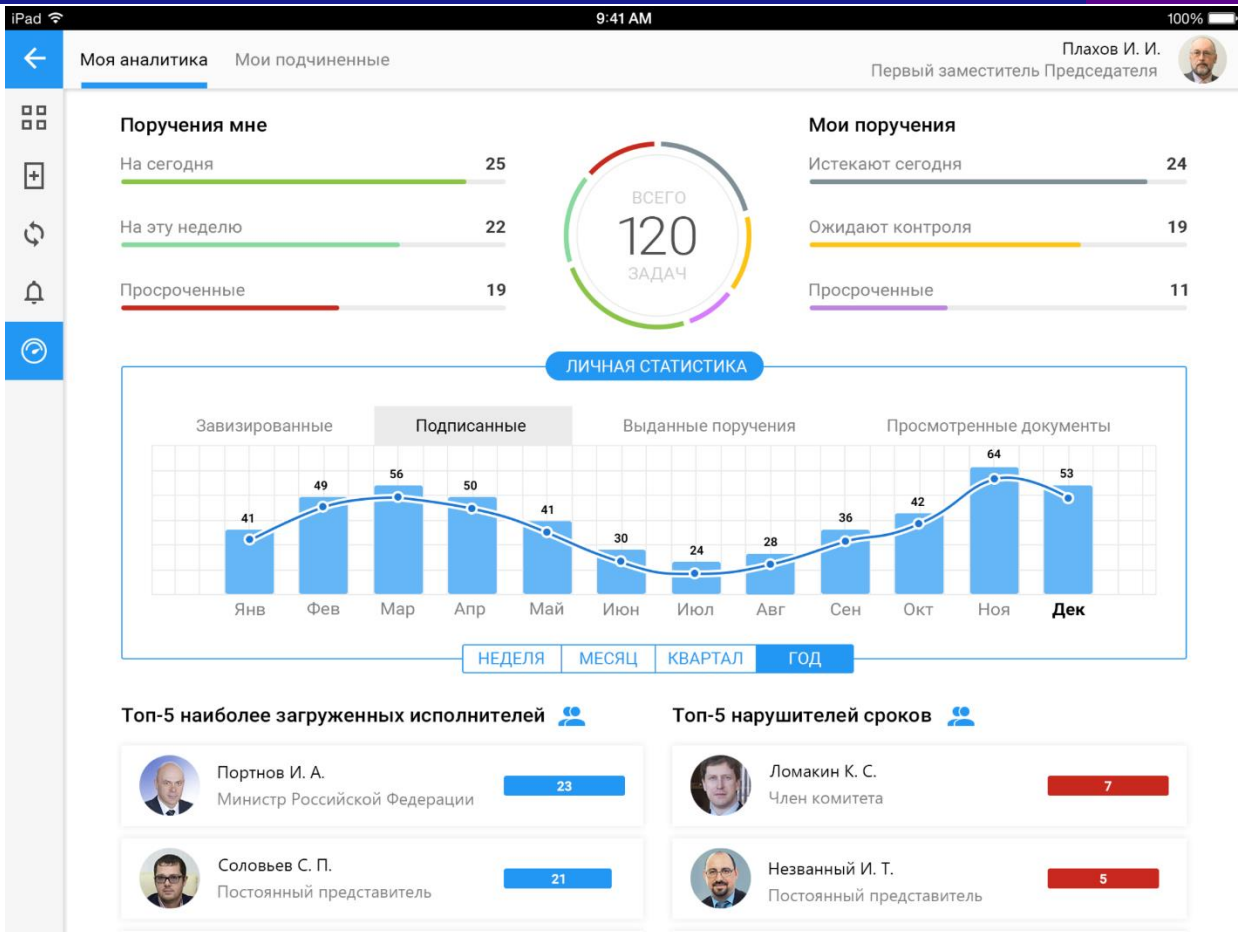 iPad 9:41 AM 100%
Моя аналитика Мои подчиненные
Плахов И. И.
Первый заместитель Председателя
Поручения мне
На сегодня 25
На эту неделю 22
Просроченные 19
ВСЕГО
120
ЗАДАЧ
Мои поручения
Истекают сегодня 24
Ожидают контроля 19
Просроченные 11
ЛИЧНАЯ СТАТИСТИКА
Завизированные Подписанные Выданные поручения Просмотренные документы
41 49 56 50 41 30 24 28 36 42 64 53
Янв Фев Мар Апр Май Июн Июл Авг Сен Окт Ноя Дек
НЕДЕЛЯ МЕСЯЦ КВАРТАЛ ГОД
Топ-5 наиболее загруженных исполнителей
Портнов И. А.
Министр Российской Федерации
23
Соловьев С. П.
Постоянный представитель
21
Топ-5 нарушителей сроков
Ломакин К. С.
Член комитета
7
Незванный И. Т.
Постоянный представитель
5